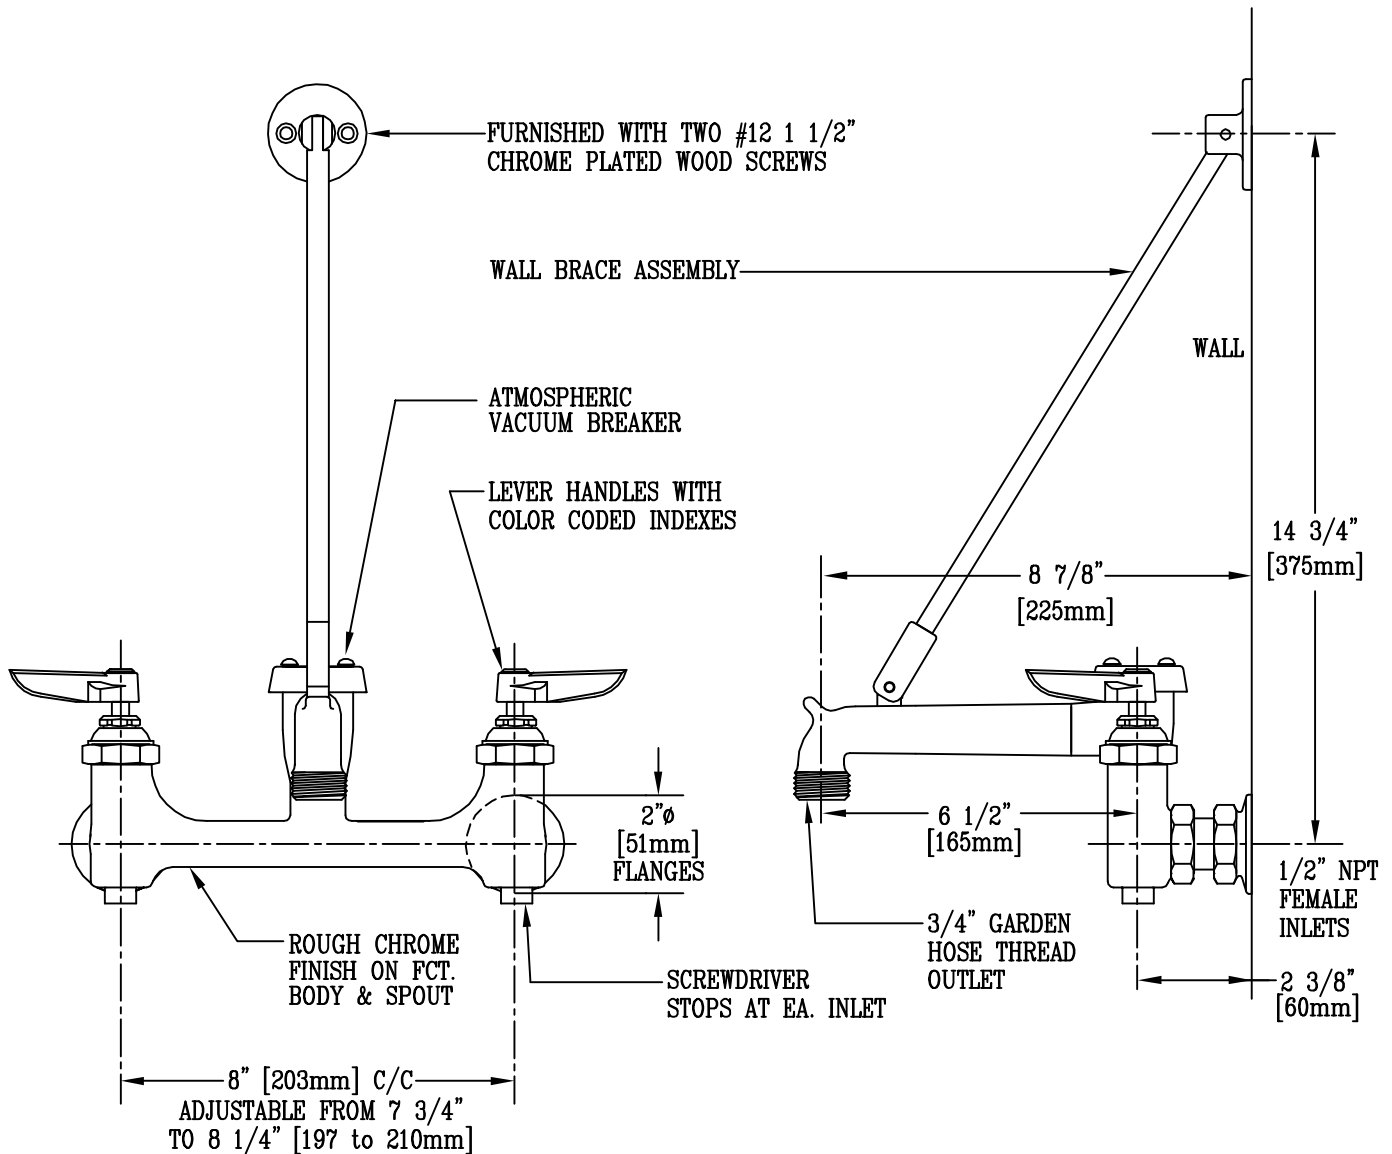 FURNISHED WITH TWO #12 1 1/2"
CHROME PLATED WOOD SCREWS
WALL BRACE ASSEMBLY
WALL
ATMOSPHERIC
VACUUM BREAKER
LEVER HANDLES WITH
COLOR CODED INDEXES
14 3/4"
[375mm]
8 7/8"
[225mm]
2"ø
[51mm]
FLANGES
6 1/2"
[165mm]
1/2" NPT
FEMALE
INLETS
3/4" GARDEN
HOSE THREAD
OUTLET
ROUGH CHROME
FINISH ON FCT.
BODY & SPOUT
SCREWDRIVER
STOPS AT EA. INLET
2 3/8"
[60mm]
8" [203mm] C/C
ADJUSTABLE FROM 7 3/4"
TO 8 1/4" [197 to 210mm]